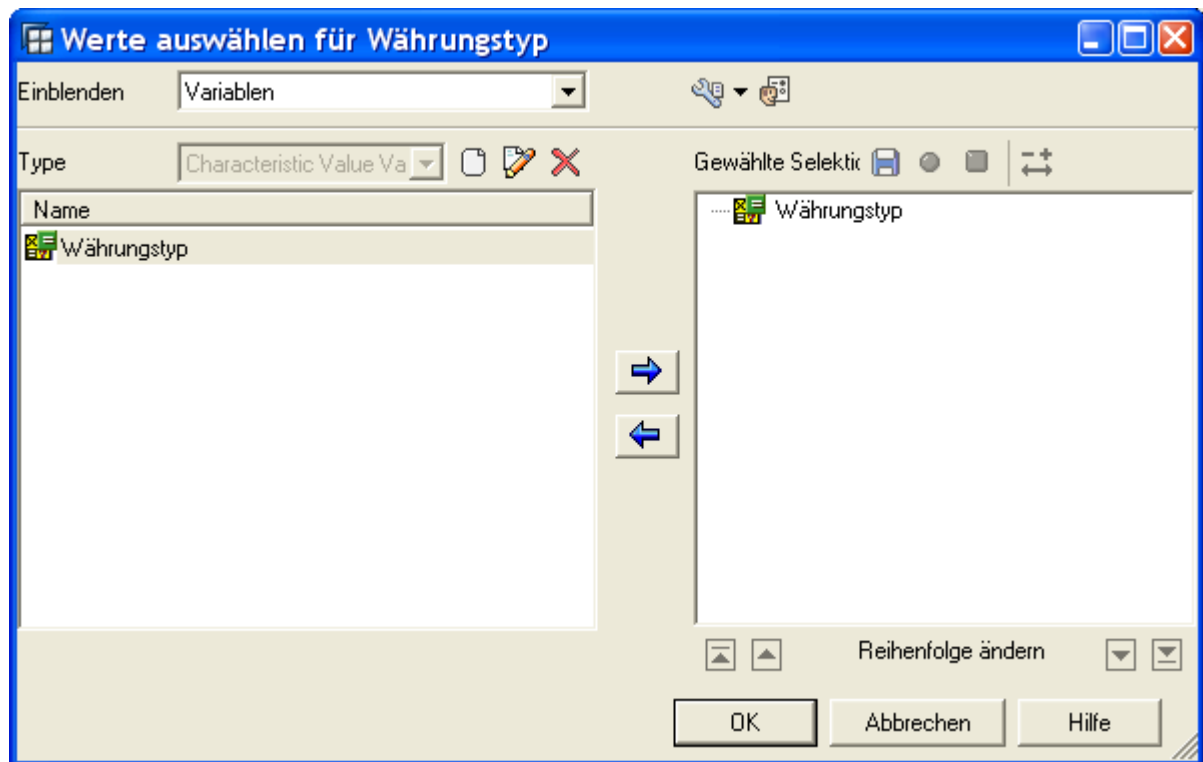 Werte auswählen für Währungstyp
Einblenden Variablen
Type Characteristic Value Va Gewählte Selektic
Name
Währungstyp
Währungstyp
Reihenfolge ändern
OK Abbrechen Hilfe